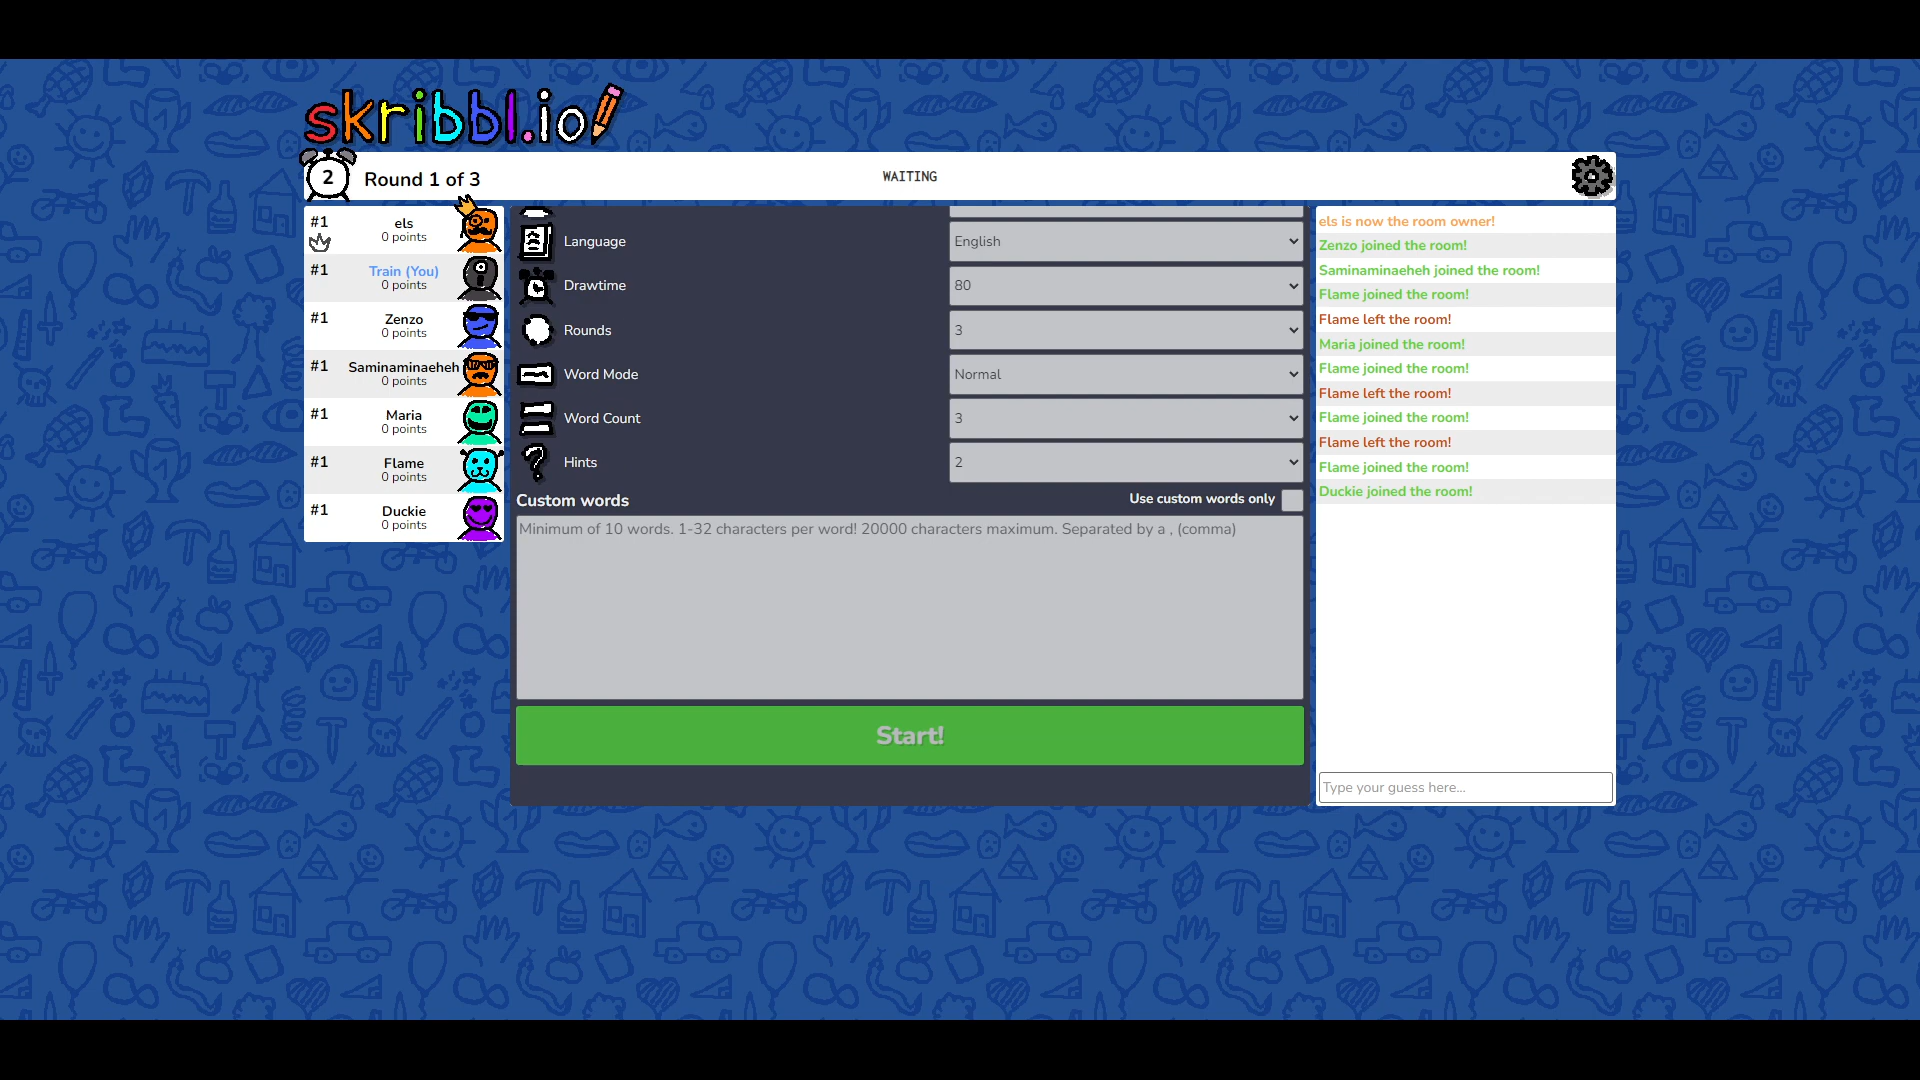 skribbl.io
2
Round 1 of 3
WAITING
#1
els
0 points
#1
Train (You)
0 points
#1
Zenzo
0 points
#1
Saminaminaeheh
0 points
#1
Maria
0 points
#1
Flame
0 points
#1
Duckie
0 points
Language
English
Drawtime
80
Rounds
3
Word Mode
Normal
Word Count
3
Hints
2
Custom words
Use custom words only
Minimum of 10 words. 1-32 characters per word! 20000 characters maximum. Separated by a , (comma)
Start!
els is now the room owner!
Zenzo joined the room!
Saminaminaeheh joined the room!
Flame joined the room!
Flame left the room!
Maria joined the room!
Flame joined the room!
Flame left the room!
Flame joined the room!
Flame left the room!
Flame joined the room!
Duckie joined the room!
Type your guess here...